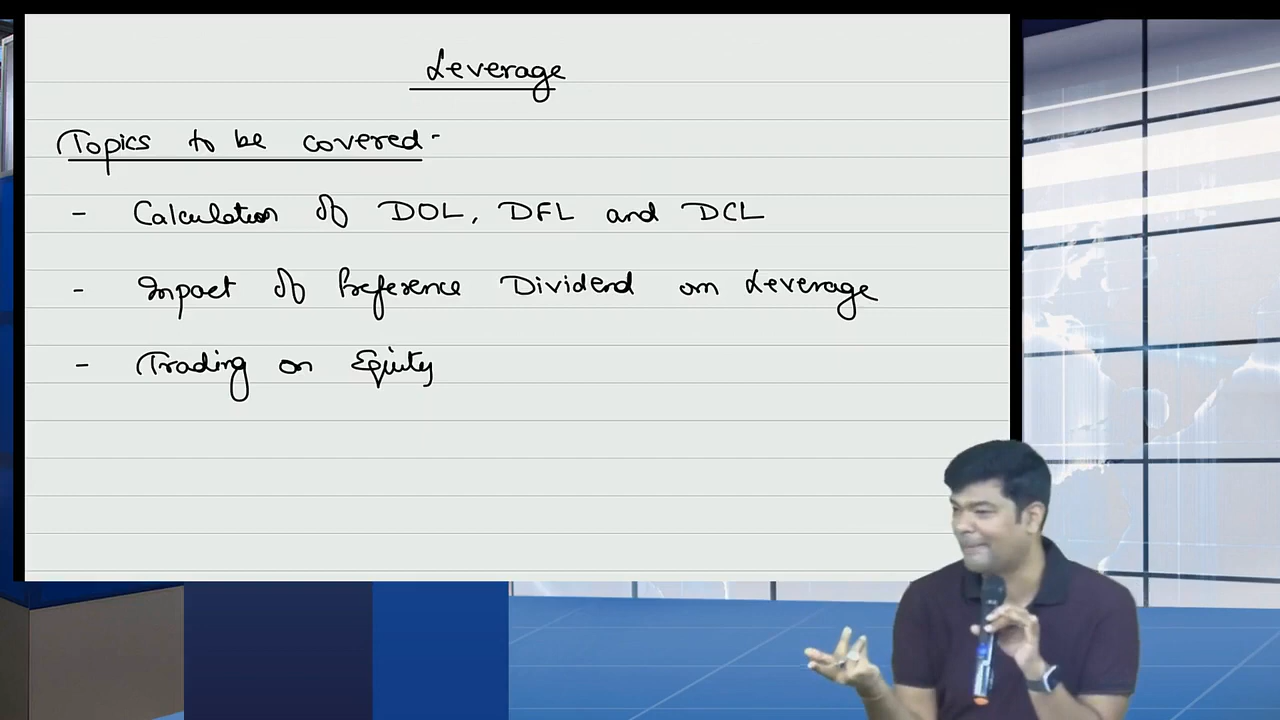 Leverage
Topics to be covered -
- Calculation of DOL, DFL and DCL
- Impact of Preference Dividend on Leverage
- Trading on Equity